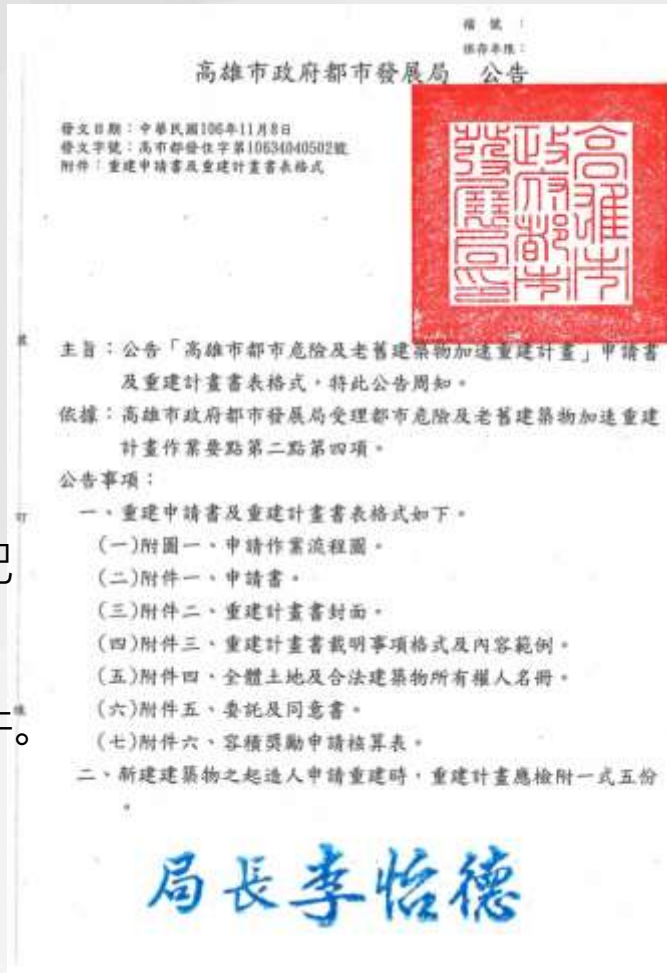 檔 號：
保存年限：
高雄市政府都市發展局 公告
發文日期：中華民國106年11月8日
發文字號：高市都發住字第10634040502號
附件：重建申請書及重建計畫書表格式
高雄市
政府都市
發展局印
主旨：公告「高雄市都市危險及老舊建築物加速重建計畫」申請書
及重建計畫書表格式，特此公告周知。
依據：高雄市政府都市發展局受理都市危險及老舊建築物加速重建
計畫作業要點第二點第四項。
公告事項：
一、重建申請書及重建計畫書表格式如下。
(一)附圖一、申請作業流程圖。
(二)附件一、申請書。
(三)附件二、重建計畫書封面。
(四)附件三、重建計畫書載明事項格式及內容範例。
(五)附件四、全體土地及合法建築物所有權人名冊。
(六)附件五、委託及同意書。
(七)附件六、容積獎勵申請核算表。
二、新建建築物之起造人申請重建時，重建計畫應檢附一式五份
。
局長李怡德
裝
訂
線